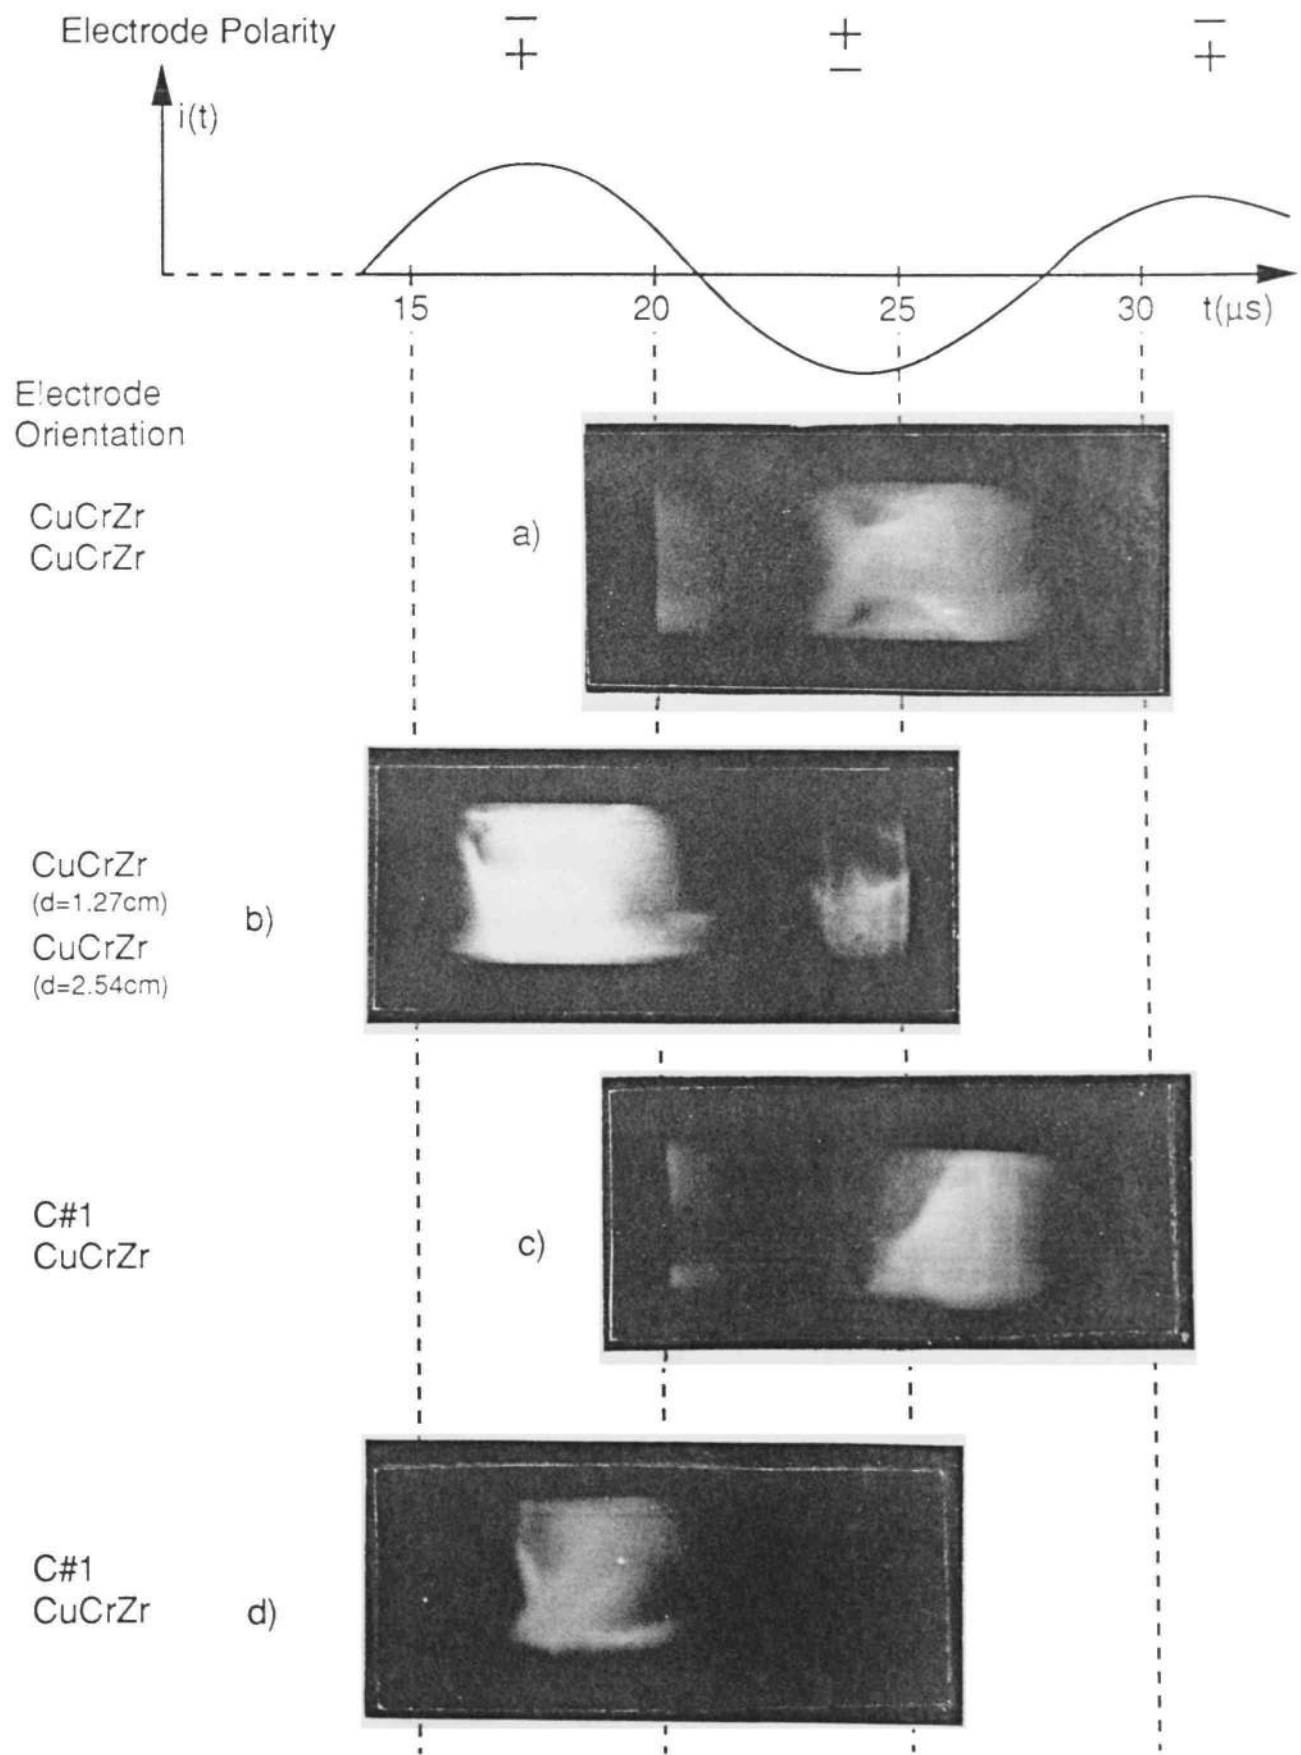 Electrode Polarity
− + −
+ − +
i(t)
15 20 25 30 t(μs)
Electrode
Orientation
CuCrZr
CuCrZr
a)
CuCrZr
(d=1.27cm)
CuCrZr
(d=2.54cm)
b)
C#1
CuCrZr
c)
C#1
CuCrZr
d)